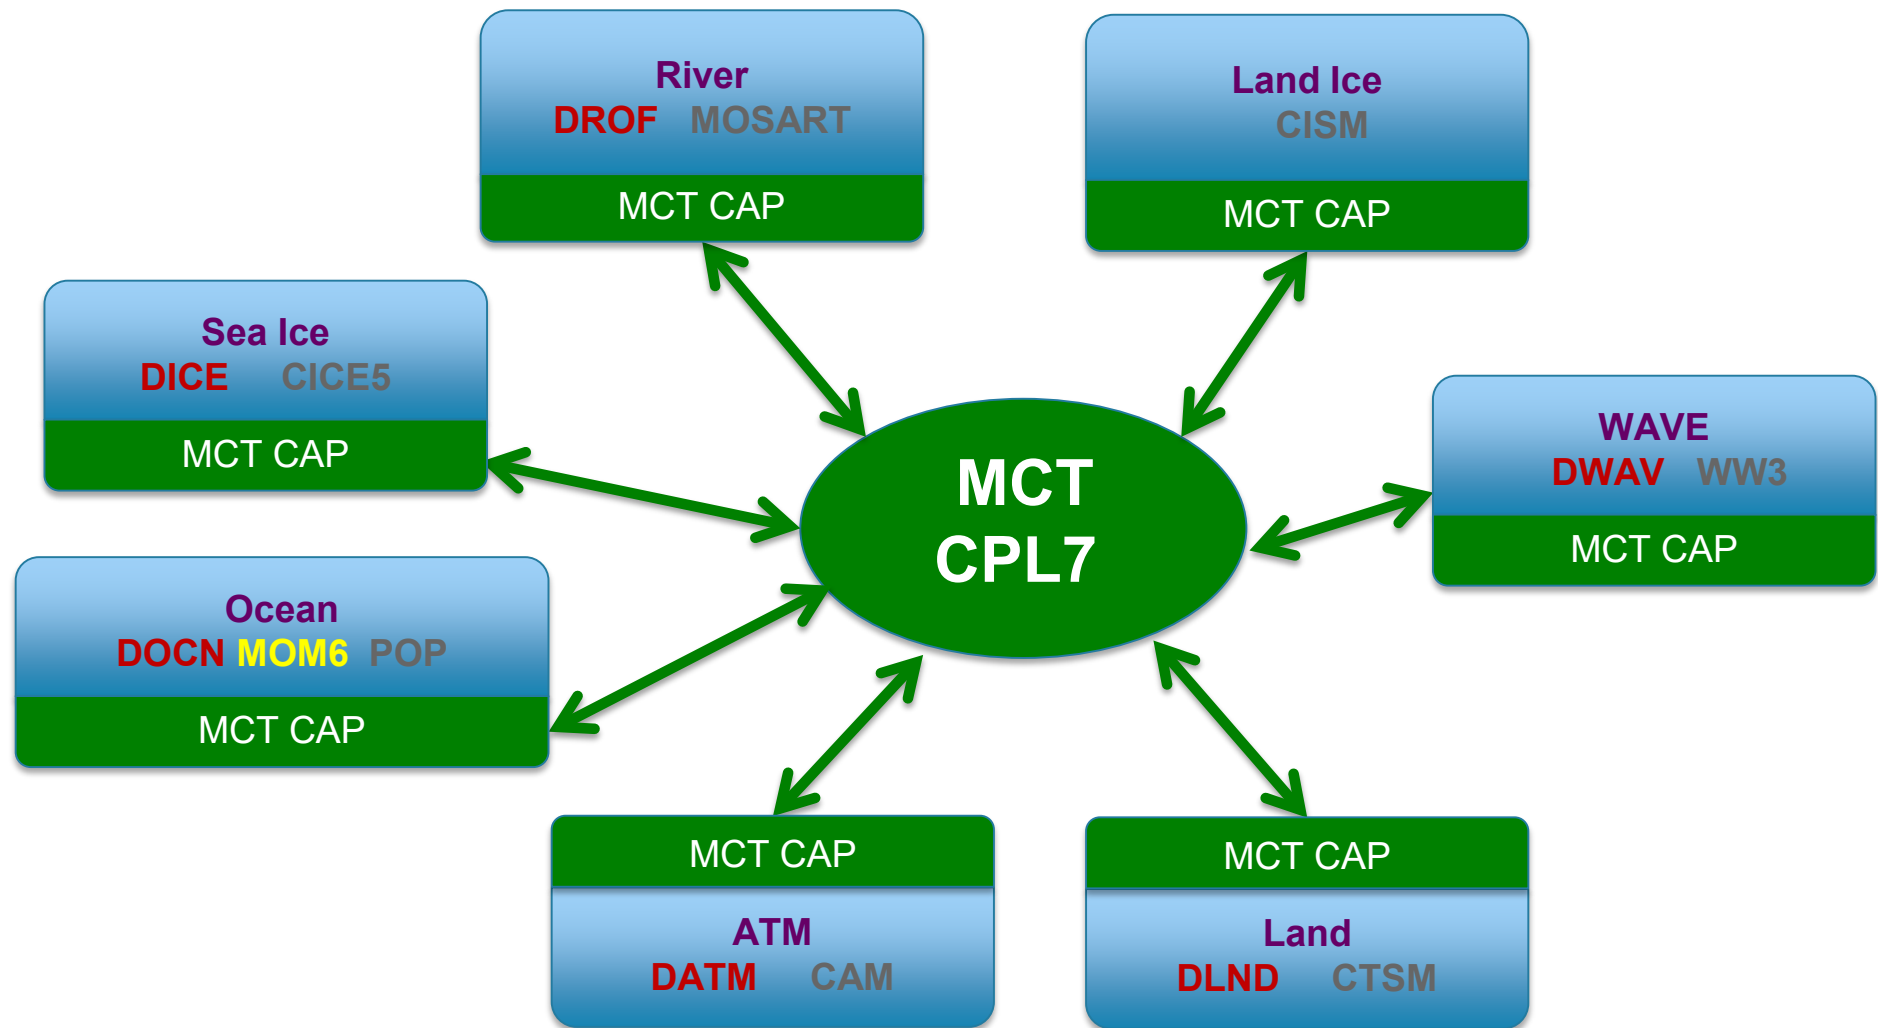 River
DROF MOSART
MCT CAP
Land Ice
CISM
MCT CAP
Sea Ice
DICE CICE5
MCT CAP
WAVE
DWAV WW3
MCT CAP
MCT
CPL7
Ocean
DOCN MOM6 POP
MCT CAP
MCT CAP
ATM
DATM CAM
MCT CAP
Land
DLND CTSM